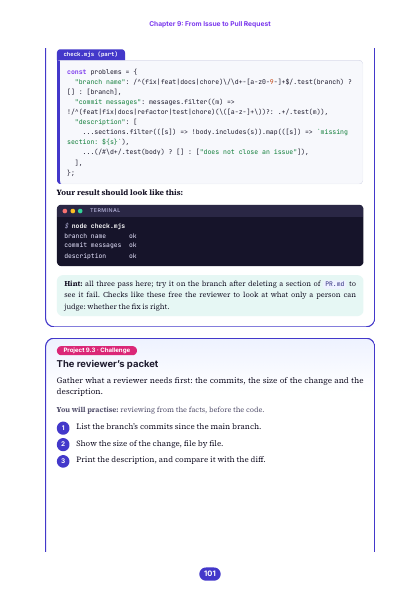 Chapter 9: From Issue to Pull Request
check.mjs (part)
const problems = {
"branch name": /^(fix|feat|docs|chore)\/\d+-[a-z0-9-]+$/.test(branch) ?
[] : [branch],
"commit messages": messages.filter((m) =>
!/^(feat|fix|docs|refactor|test|chore)(\([a-z-]+\))?: .+/.test(m)),
"description": [
...sections.filter(([s]) => !body.includes(s)).map(([s]) => `missing
section: ${s}`),
...(/#\d+/.test(body) ? [] : ["does not close an issue"]),
],
};
Your result should look like this:
TERMINAL
$ node check.mjs
branch name ok
commit messages ok
description ok
Hint: all three pass here; try it on the branch after deleting a section of PR.md to
see it fail. Checks like these free the reviewer to look at what only a person can
judge: whether the fix is right.
Project 9.3 · Challenge
The reviewer's packet
Gather what a reviewer needs first: the commits, the size of the change and the
description.
You will practise: reviewing from the facts, before the code.
1 List the branch's commits since the main branch.
2 Show the size of the change, file by file.
3 Print the description, and compare it with the diff.
101